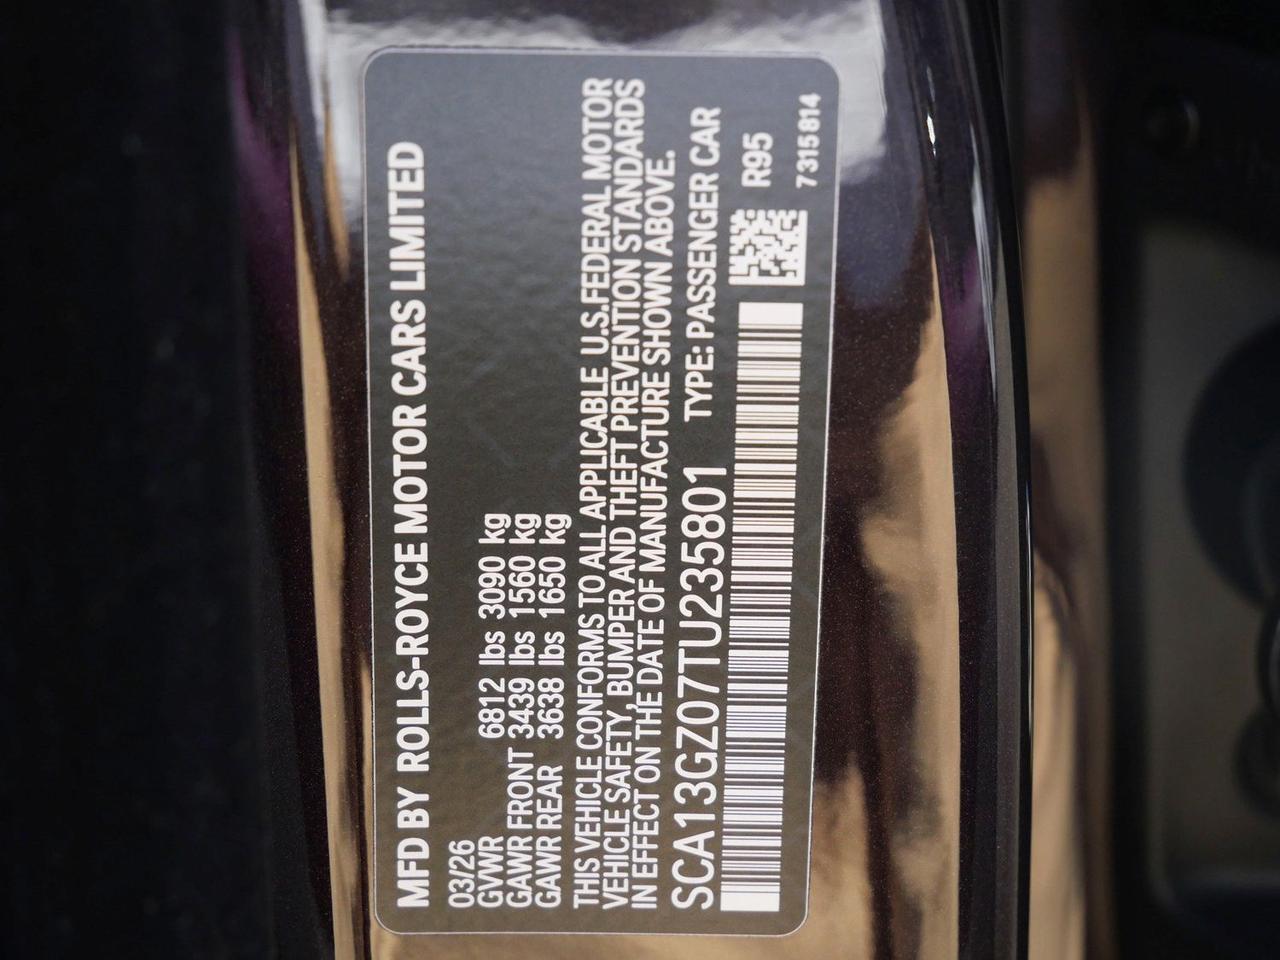 MFD BY ROLLS-ROYCE MOTOR CARS LIMITED
03/26
GVWR 6812 lbs 3090 kg
GAWR FRONT 3439 lbs 1560 kg
GAWR REAR 3638 lbs 1650 kg
THIS VEHICLE CONFORMS TO ALL APPLICABLE U.S.FEDERAL MOTOR
VEHICLE SAFETY, BUMPER AND THEFT PREVENTION STANDARDS
IN EFFECT ON THE DATE OF MANUFACTURE SHOWN ABOVE.
SCA13GZ07TU235801 TYPE: PASSENGER CAR
R95
7315814